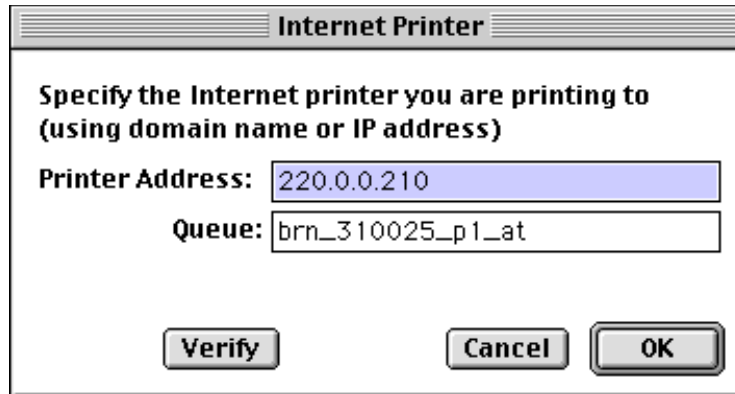 Internet Printer
Specify the Internet printer you are printing to
(using domain name or IP address)
Printer Address: 220.0.0.210
Queue: brn_310025_p1_at
Verify Cancel OK